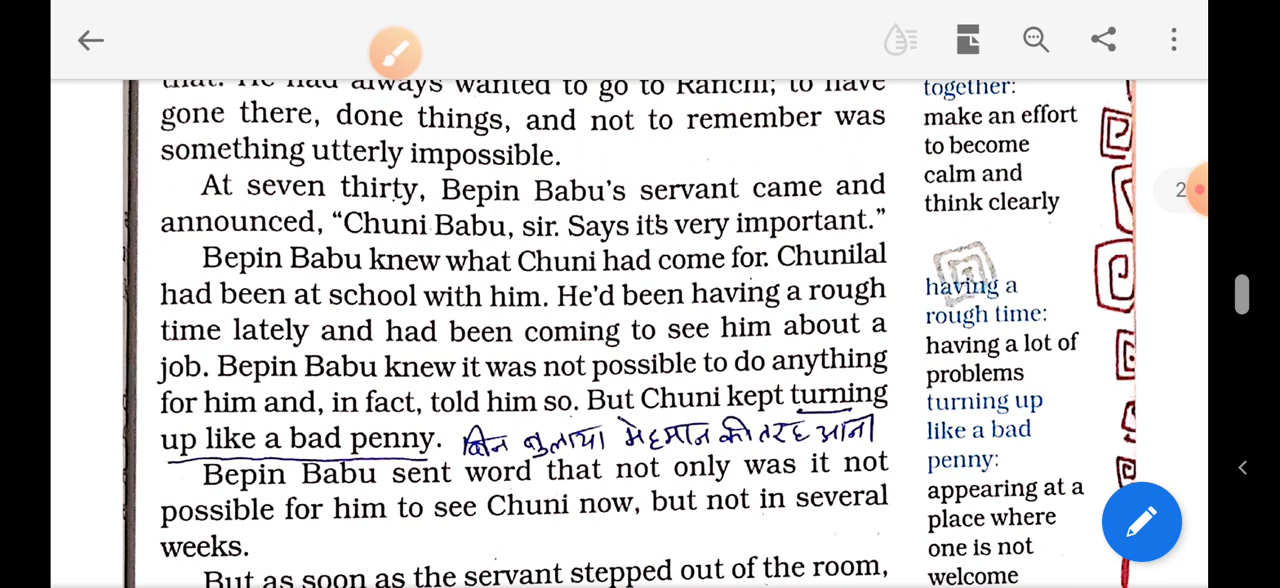 that. He had always wanted to go to Ranchi; to have
gone there, done things, and not to remember was
something utterly impossible.
At seven thirty, Bepin Babu's servant came and
announced, “Chuni Babu, sir. Says it's very important.”
Bepin Babu knew what Chuni had come for. Chunilal
had been at school with him. He'd been having a rough
time lately and had been coming to see him about a
job. Bepin Babu knew it was not possible to do anything
for him and, in fact, told him so. But Chuni kept turning
up like a bad penny. बिन बुलाया मेहमान की तरह आना
Bepin Babu sent word that not only was it not
possible for him to see Chuni now, but not in several
weeks.
But as soon as the servant stepped out of the room,
together:
make an effort
to become
calm and
think clearly
2
having a
rough time:
having a lot of
problems
turning up
like a bad
penny:
appearing at a
place where
one is not
welcome